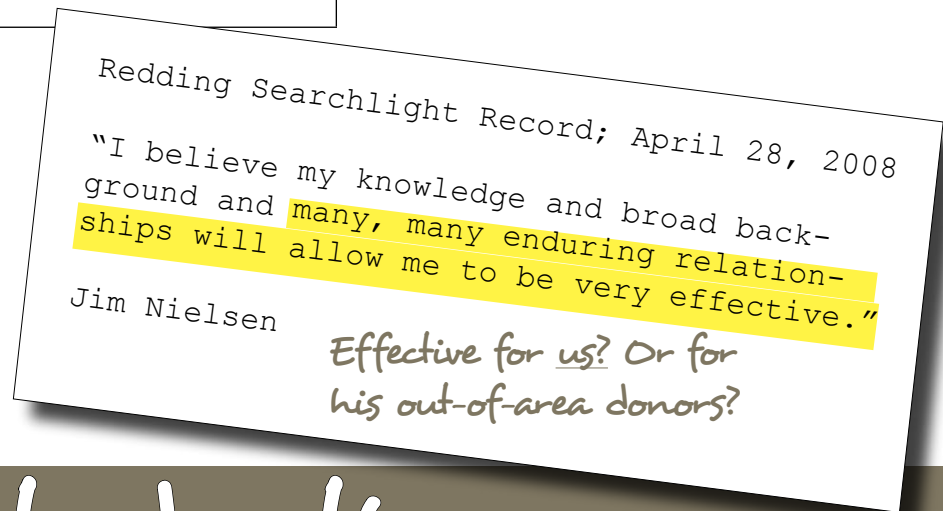 Redding Searchlight Record; April 28, 2008
“I believe my knowledge and broad back-
ground and many, many enduring relation-
ships will allow me to be very effective.”
Jim Nielsen
Effective for us? Or for
his out-of-area donors?